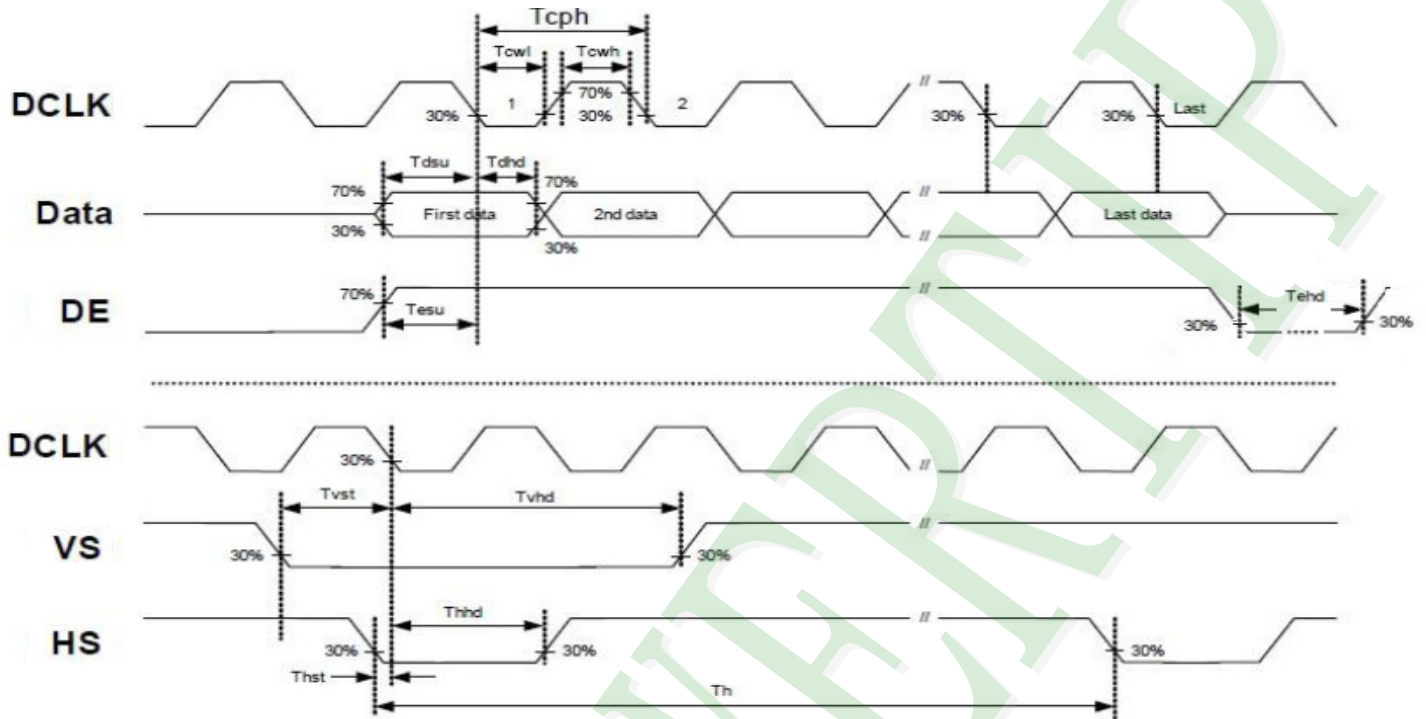 Tcph
Tcwl Tcwh
DCLK 30% 1 70% 30% 2 30% 30% Last
Tdsu Tdhd
70% 70%
Data First data 2nd data Last data
30% 30%
DE 70% Tesu 30% Tehd 30%
DCLK 30%
Tvst Tvhd
VS 30% 30%
Thhd
HS 30% 30% 30%
Thst
Th
VERTIP